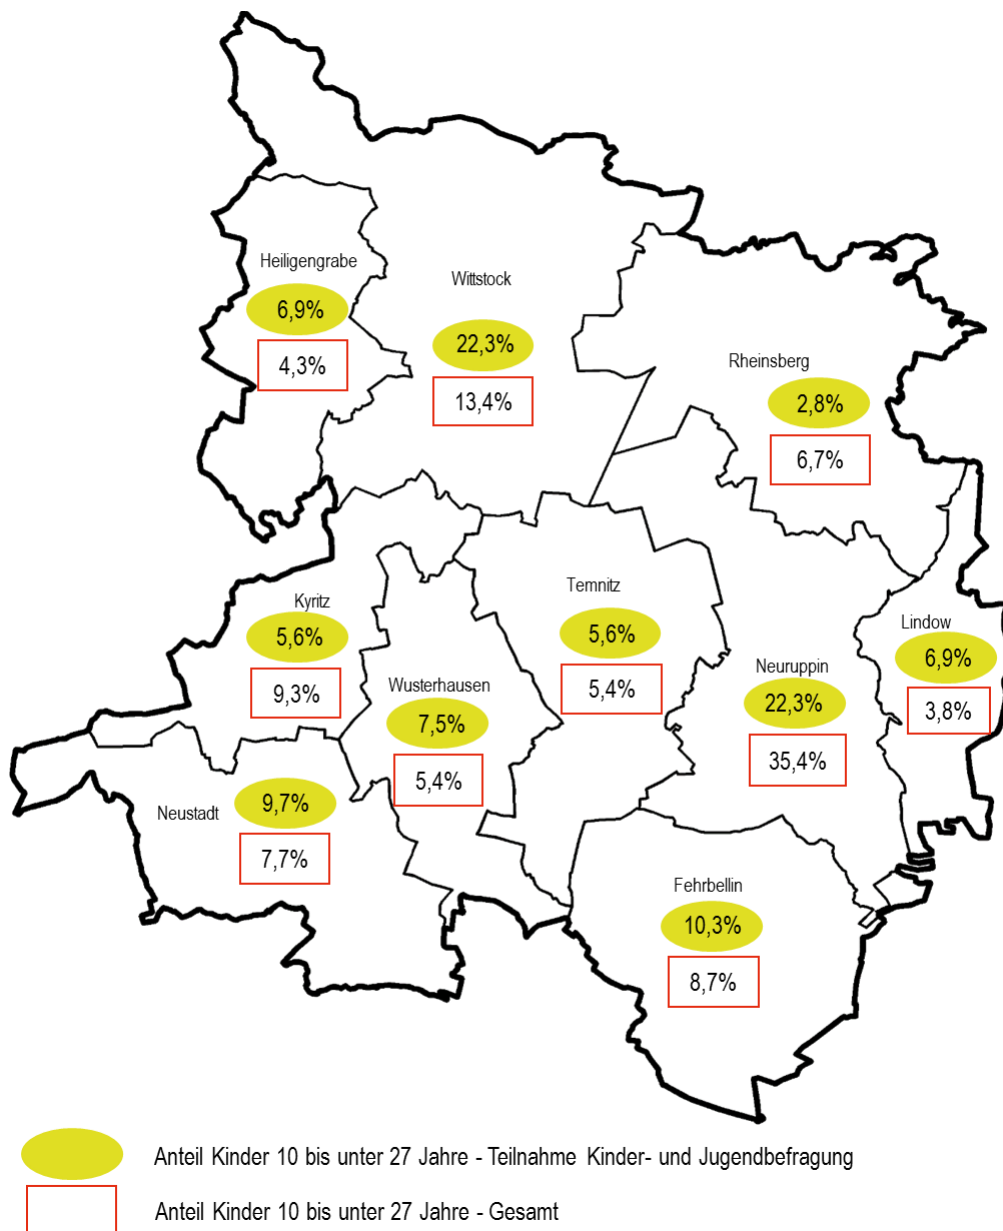 Heiligengrabe
6,9%
4,3%
Wittstock
22,3%
13,4%
Rheinsberg
2,8%
6,7%
Kyritz
5,6%
9,3%
Wusterhausen
7,5%
5,4%
Temnitz
5,6%
5,4%
Neuruppin
22,3%
35,4%
Lindow
6,9%
3,8%
Neustadt
9,7%
7,7%
Fehrbellin
10,3%
8,7%
Anteil Kinder 10 bis unter 27 Jahre - Teilnahme Kinder- und Jugendbefragung
Anteil Kinder 10 bis unter 27 Jahre - Gesamt